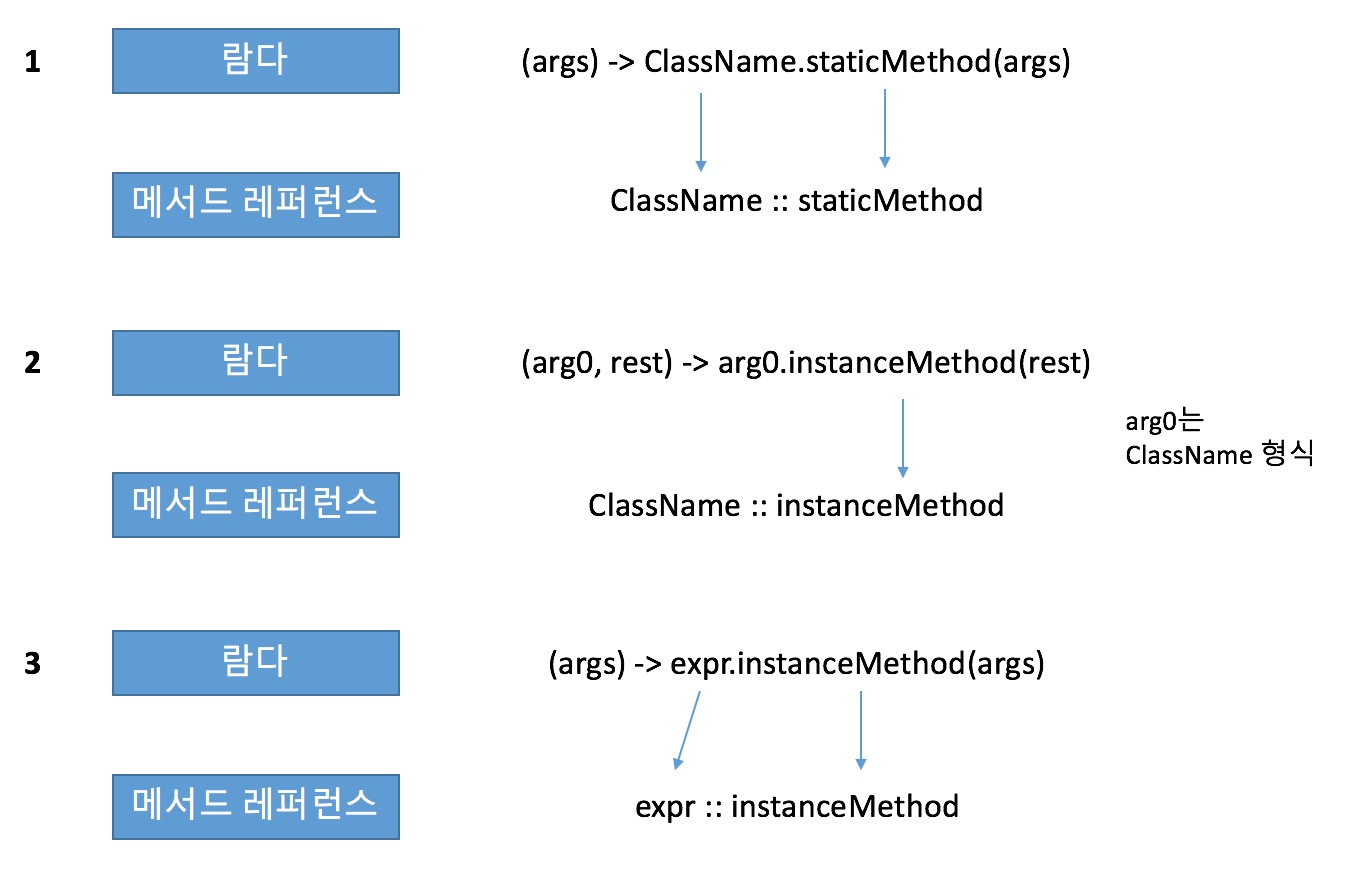 1
람다
(args) -> ClassName.staticMethod(args)
메서드 레퍼런스
ClassName :: staticMethod
2
람다
(arg0, rest) -> arg0.instanceMethod(rest)
arg0는
ClassName 형식
메서드 레퍼런스
ClassName :: instanceMethod
3
람다
(args) -> expr.instanceMethod(args)
메서드 레퍼런스
expr :: instanceMethod